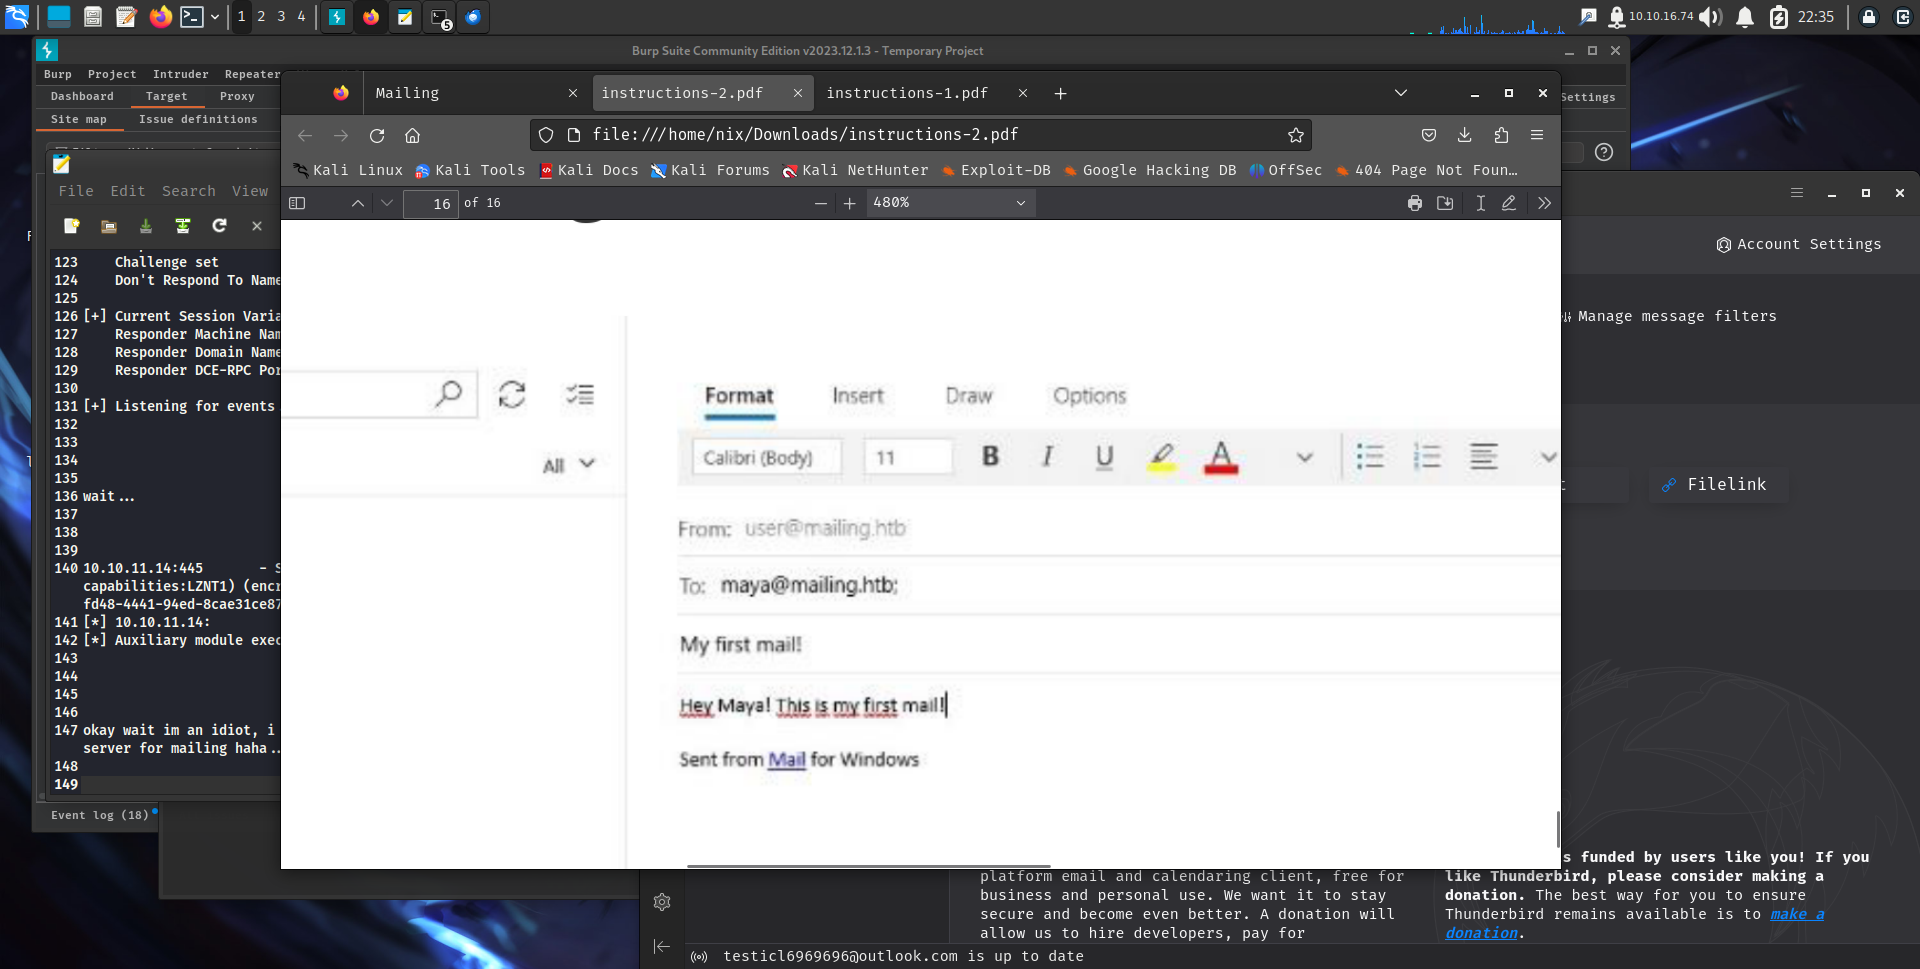 1 2 3 4
5
10.10.16.74
22:35
Burp Suite Community Edition v2023.12.1.3 - Temporary Project
Burp Project Intruder Repeater
Dashboard Target Proxy
Settings
Site map Issue definitions
Mailing
instructions-2.pdf
instructions-1.pdf
file:///home/nix/Downloads/instructions-2.pdf
Kali Linux Kali Tools Kali Docs Kali Forums Kali NetHunter Exploit-DB Google Hacking DB OffSec 404 Page Not Foun…
16 of 16
480%
File Edit Search View
123 Challenge set
124 Don't Respond To Name
125
126 [+] Current Session Varia
127 Responder Machine Nam
128 Responder Domain Name
129 Responder DCE-RPC Por
130
131 [+] Listening for events
132
133
134
135
136 wait...
137
138
139
140 10.10.11.14:445 - S
capabilities:LZNT1) (encr
fd48-4441-94ed-8cae31ce87
141 [*] 10.10.11.14:
142 [*] Auxiliary module exec
143
144
145
146
147 okay wait im an idiot, i
server for mailing haha..
148
149
Event log (18)
Format Insert Draw Options
Calibri (Body) 11 B I U A
All
From: user@mailing.htb
To: maya@mailing.htb;
My first mail!
Hey Maya! This is my first mail!
Sent from Mail for Windows
Account Settings
Manage message filters
Filelink
platform email and calendaring client, free for
business and personal use. We want it to stay
secure and become even better. A donation will
allow us to hire developers, pay for
s funded by users like you! If you
like Thunderbird, please consider making a
donation. The best way for you to ensure
Thunderbird remains available is to make a
donation.
testicl6969696@outlook.com is up to date